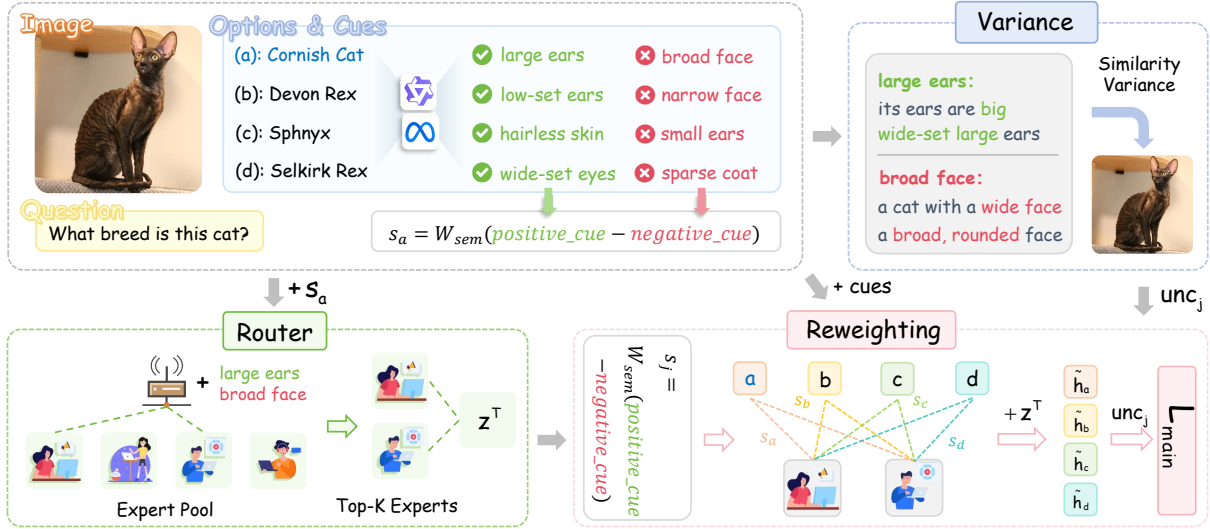 Image
Options & Cues
(a): Cornish Cat
(b): Devon Rex
(c): Sphnyx
(d): Selkirk Rex
large ears
low-set ears
hairless skin
wide-set eyes
broad face
narrow face
small ears
sparse coat
Question
What breed is this cat?
s_a = W_sem(positive_cue − negative_cue)
Variance
large ears:
its ears are big
wide-set large ears
broad face:
a cat with a wide face
a broad, rounded face
Similarity
Variance
+ s_a
+ cues
unc_j
Router
+ large ears
broad face
Expert Pool
Top-K Experts
z^T
Reweighting
s_j =
W_sem(positive_cue
−negative_cue)
a
b
c
d
s_a
s_b
s_c
s_d
+z^T
h̃_a
h̃_b
h̃_c
h̃_d
unc_j
L_main